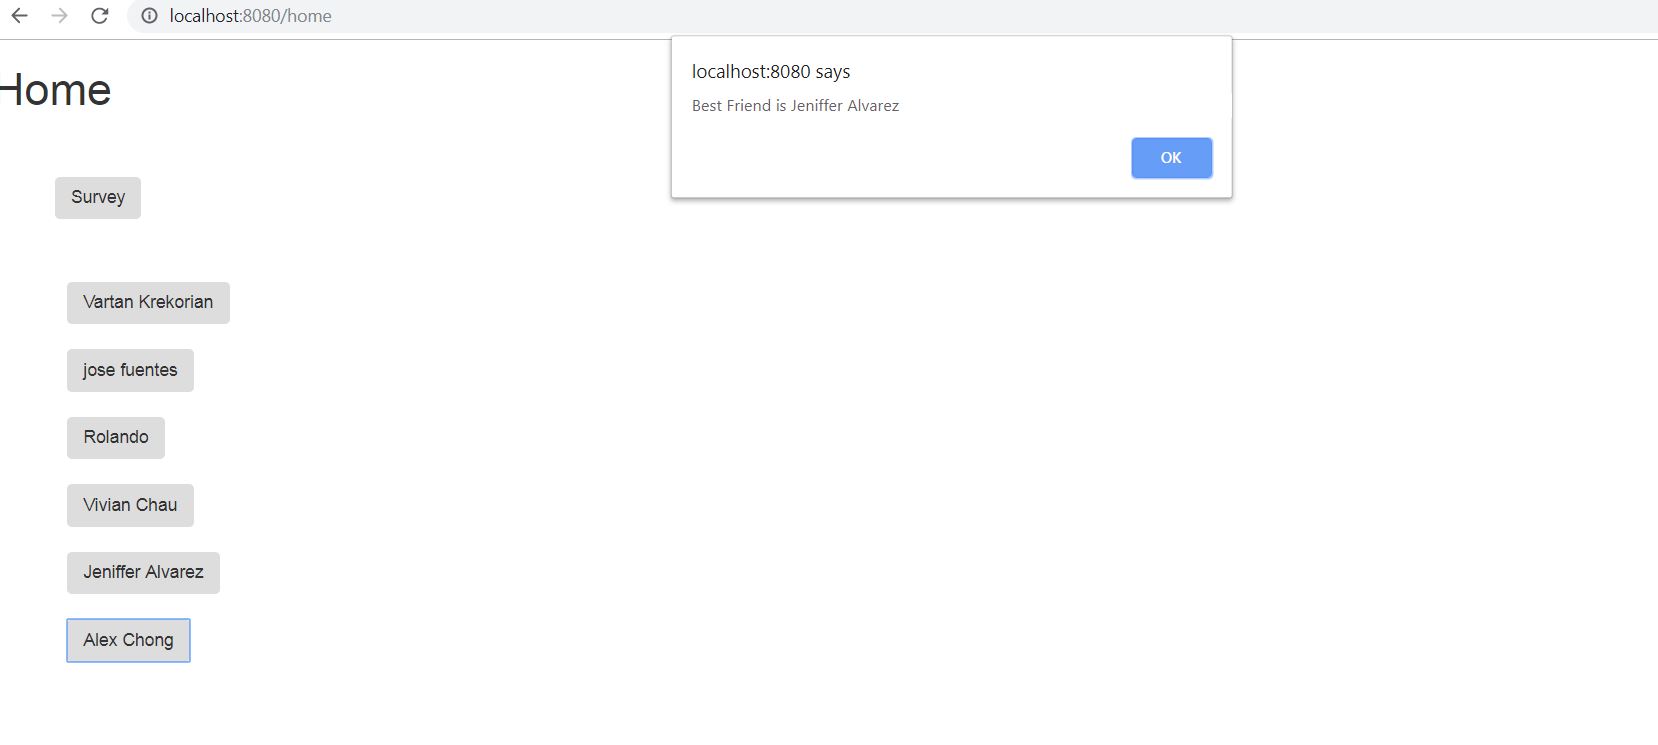 localhost:8080/home
localhost:8080 says
Best Friend is Jeniffer Alvarez
OK
Home
Survey
Vartan Krekorian
jose fuentes
Rolando
Vivian Chau
Jeniffer Alvarez
Alex Chong